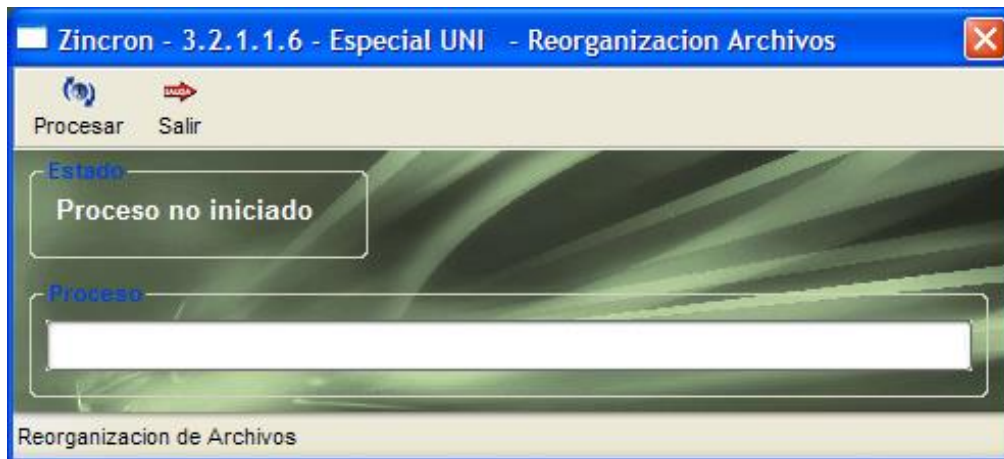 Zincron - 3.2.1.1.6 - Especial UNI - Reorganizacion Archivos
SALIDA
Procesar Salir
Estado
Proceso no iniciado
Proceso
Reorganizacion de Archivos